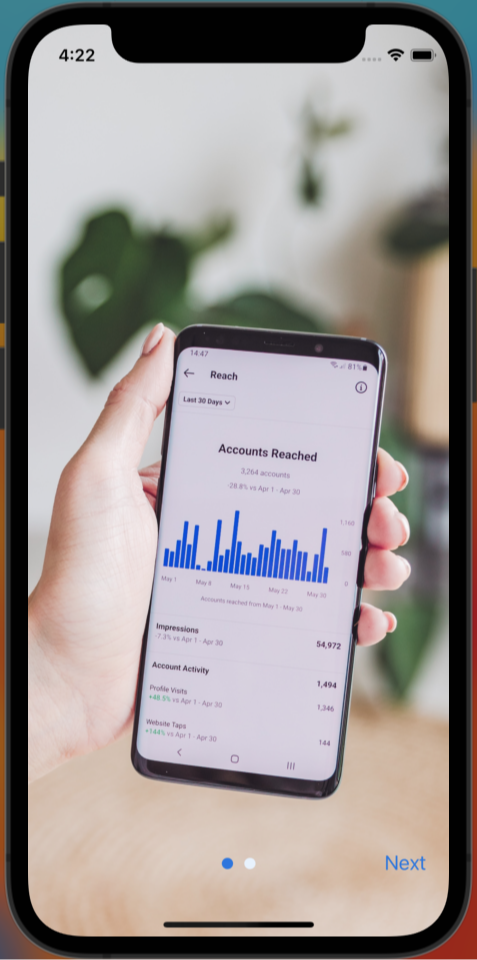 4:22
14:47
81%
Reach
Last 30 Days
Accounts Reached
3,264 accounts
-28.8% vs Apr 1 - Apr 30
1,160
580
0
May 1 May 8 May 15 May 22 May 30
Accounts reached from May 1 - May 30
Impressions
54,972
-7.3% vs Apr 1 - Apr 30
Account Activity
1,494
Profile Visits
1,346
+48.5% vs Apr 1 - Apr 30
Website Taps
144
+144% vs Apr 1 - Apr 30
Next